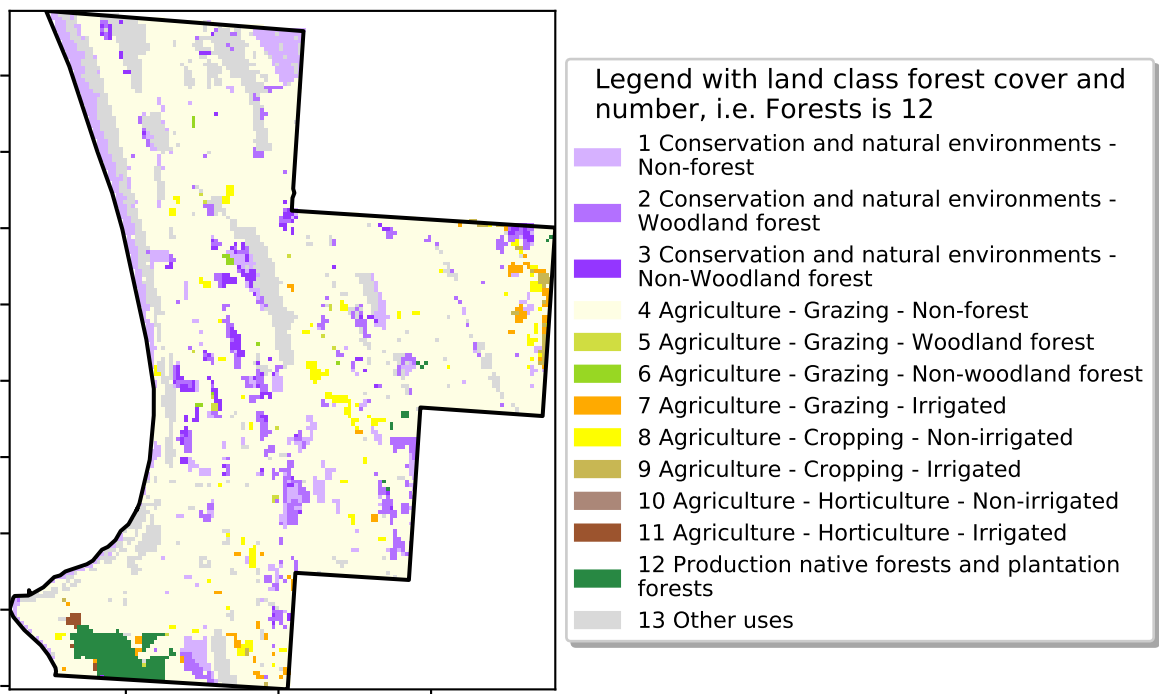 Legend with land class forest cover and
number, i.e. Forests is 12
1 Conservation and natural environments -
Non-forest
2 Conservation and natural environments -
Woodland forest
3 Conservation and natural environments -
Non-Woodland forest
4 Agriculture - Grazing - Non-forest
5 Agriculture - Grazing - Woodland forest
6 Agriculture - Grazing - Non-woodland forest
7 Agriculture - Grazing - Irrigated
8 Agriculture - Cropping - Non-irrigated
9 Agriculture - Cropping - Irrigated
10 Agriculture - Horticulture - Non-irrigated
11 Agriculture - Horticulture - Irrigated
12 Production native forests and plantation
forests
13 Other uses